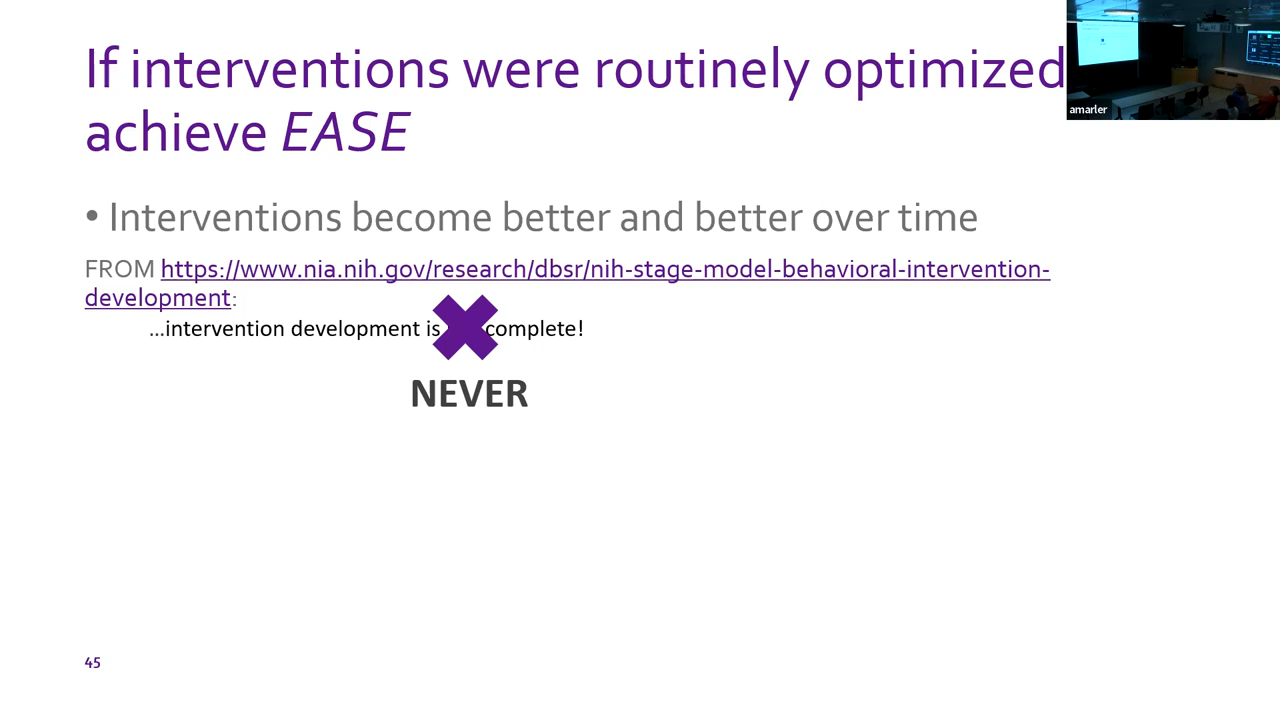 If interventions were routinely optimized
achieve EASE
amarler
• Interventions become better and better over time
FROM https://www.nia.nih.gov/research/dbsr/nih-stage-model-behavioral-intervention-
development:
...intervention development is complete!
NEVER
45